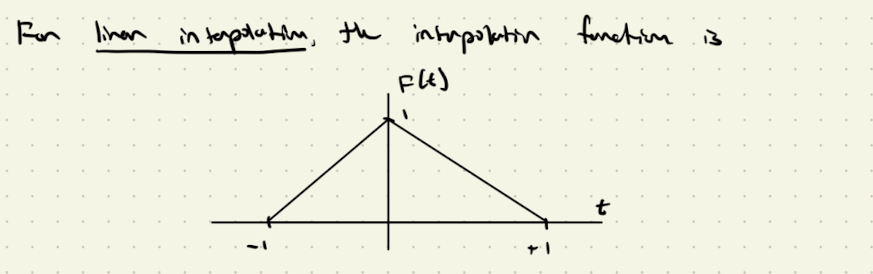 For linear interpolation, the interpolation function is
F(t)
1
t
-1
+1